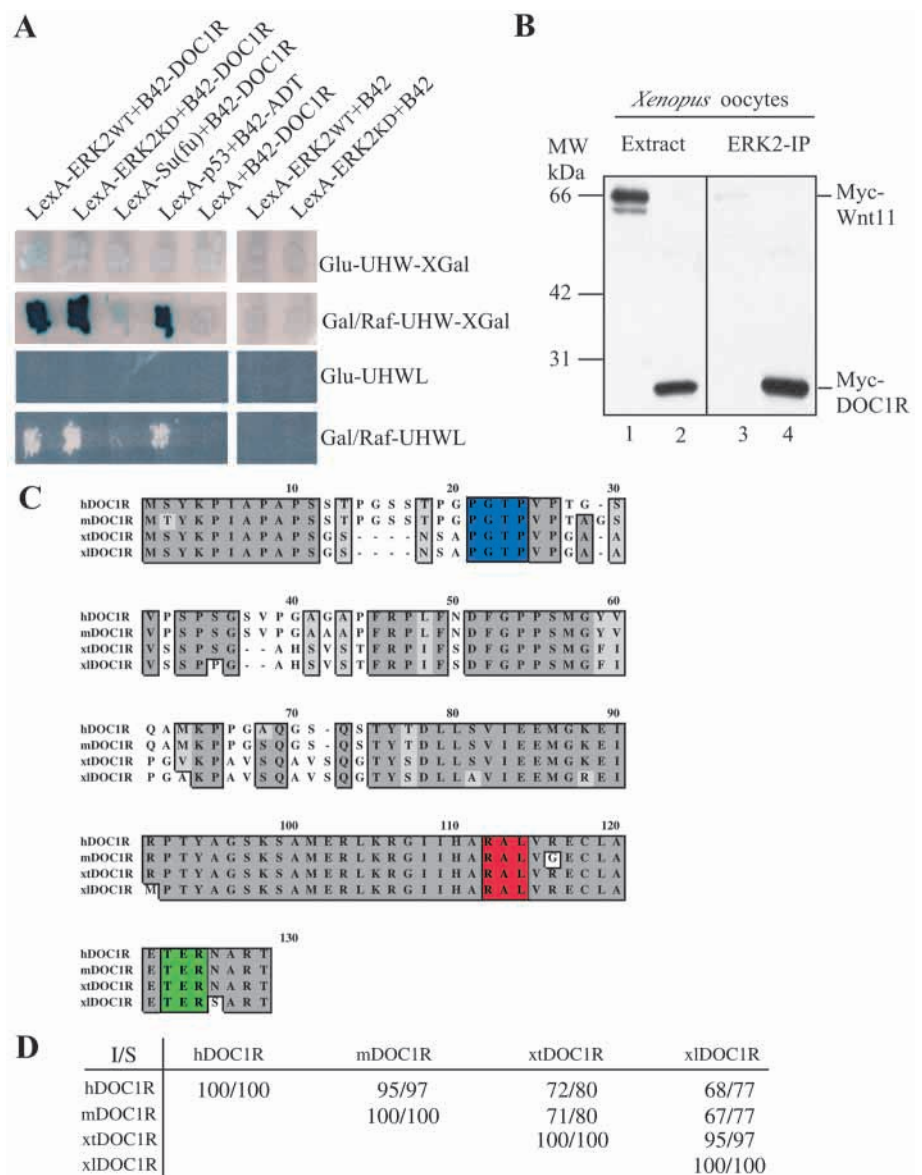 A
LexA-ERK2WT+B42-DOC1R
LexA-ERK2KD+B42-DOC1R
LexA-Su(fu)+B42-DOC1R
LexA-p53+B42-ADT
LexA+B42-DOC1R
LexA-ERK2WT+B42
LexA-ERK2KD+B42
Glu-UHW-XGal
Gal/Raf-UHW-XGal
Glu-UHWL
Gal/Raf-UHWL
B
Xenopus oocytes
MW kDa
Extract ERK2-IP
66
42
31
Myc-Wnt11
Myc-DOC1R
1 2 3 4
C
10 20 30
hDOC1R M S Y K P I A P A P S S T P G S S T P G P G T P V P T G - S
mDOC1R M T Y K P I A P A P S S T P G S S T P G P G T P V P T A G S
xtDOC1R M S Y K P I A P A P S G S - - - - N S A P G T P V P G A - A
xlDOC1R M S Y K P I A P A P S G S - - - - N S A P G T P V P G A - A
40 50 60
hDOC1R V P S P S G S V P G A G A P F R P L F N D F G P P S M G Y V
mDOC1R V P S P S G S V P G A A A P F R P L F N D F G P P S M G Y V
xtDOC1R V S S P S G - - A H S V S T F R P I F S D F G P P S M G F I
xlDOC1R V S S P P G - - A H S V S T F R P I F S D F G P P S M G F I
70 80 90
hDOC1R Q A M K P P G A Q G S - Q S T Y T D L L S V I E E M G K E I
mDOC1R Q A M K P P G S Q G S - Q S T Y T D L L S V I E E M G K E I
xtDOC1R P G V K P A V S Q A V S Q G T Y S D L L S V I E E M G K E I
xlDOC1R P G A K P A V S Q A V S Q G T Y S D L L A V I E E M G R E I
100 110 120
hDOC1R R P T Y A G S K S A M E R L K R G I I H A R A L V R E C L A
mDOC1R R P T Y A G S K S A M E R L K R G I I H A R A L V G E C L A
xtDOC1R R P T Y A G S K S A M E R L K R G I I H A R A L V R E C L A
xlDOC1R M P T Y A G S K S A M E R L K R G I I H A R A L V R E C L A
130
hDOC1R E T E R N A R T
mDOC1R E T E R N A R T
xtDOC1R E T E R N A R T
xlDOC1R E T E R S A R T
D
I/S hDOC1R mDOC1R xtDOC1R xlDOC1R
hDOC1R 100/100 95/97 72/80 68/77
mDOC1R 100/100 71/80 67/77
xtDOC1R 100/100 95/97
xlDOC1R 100/100